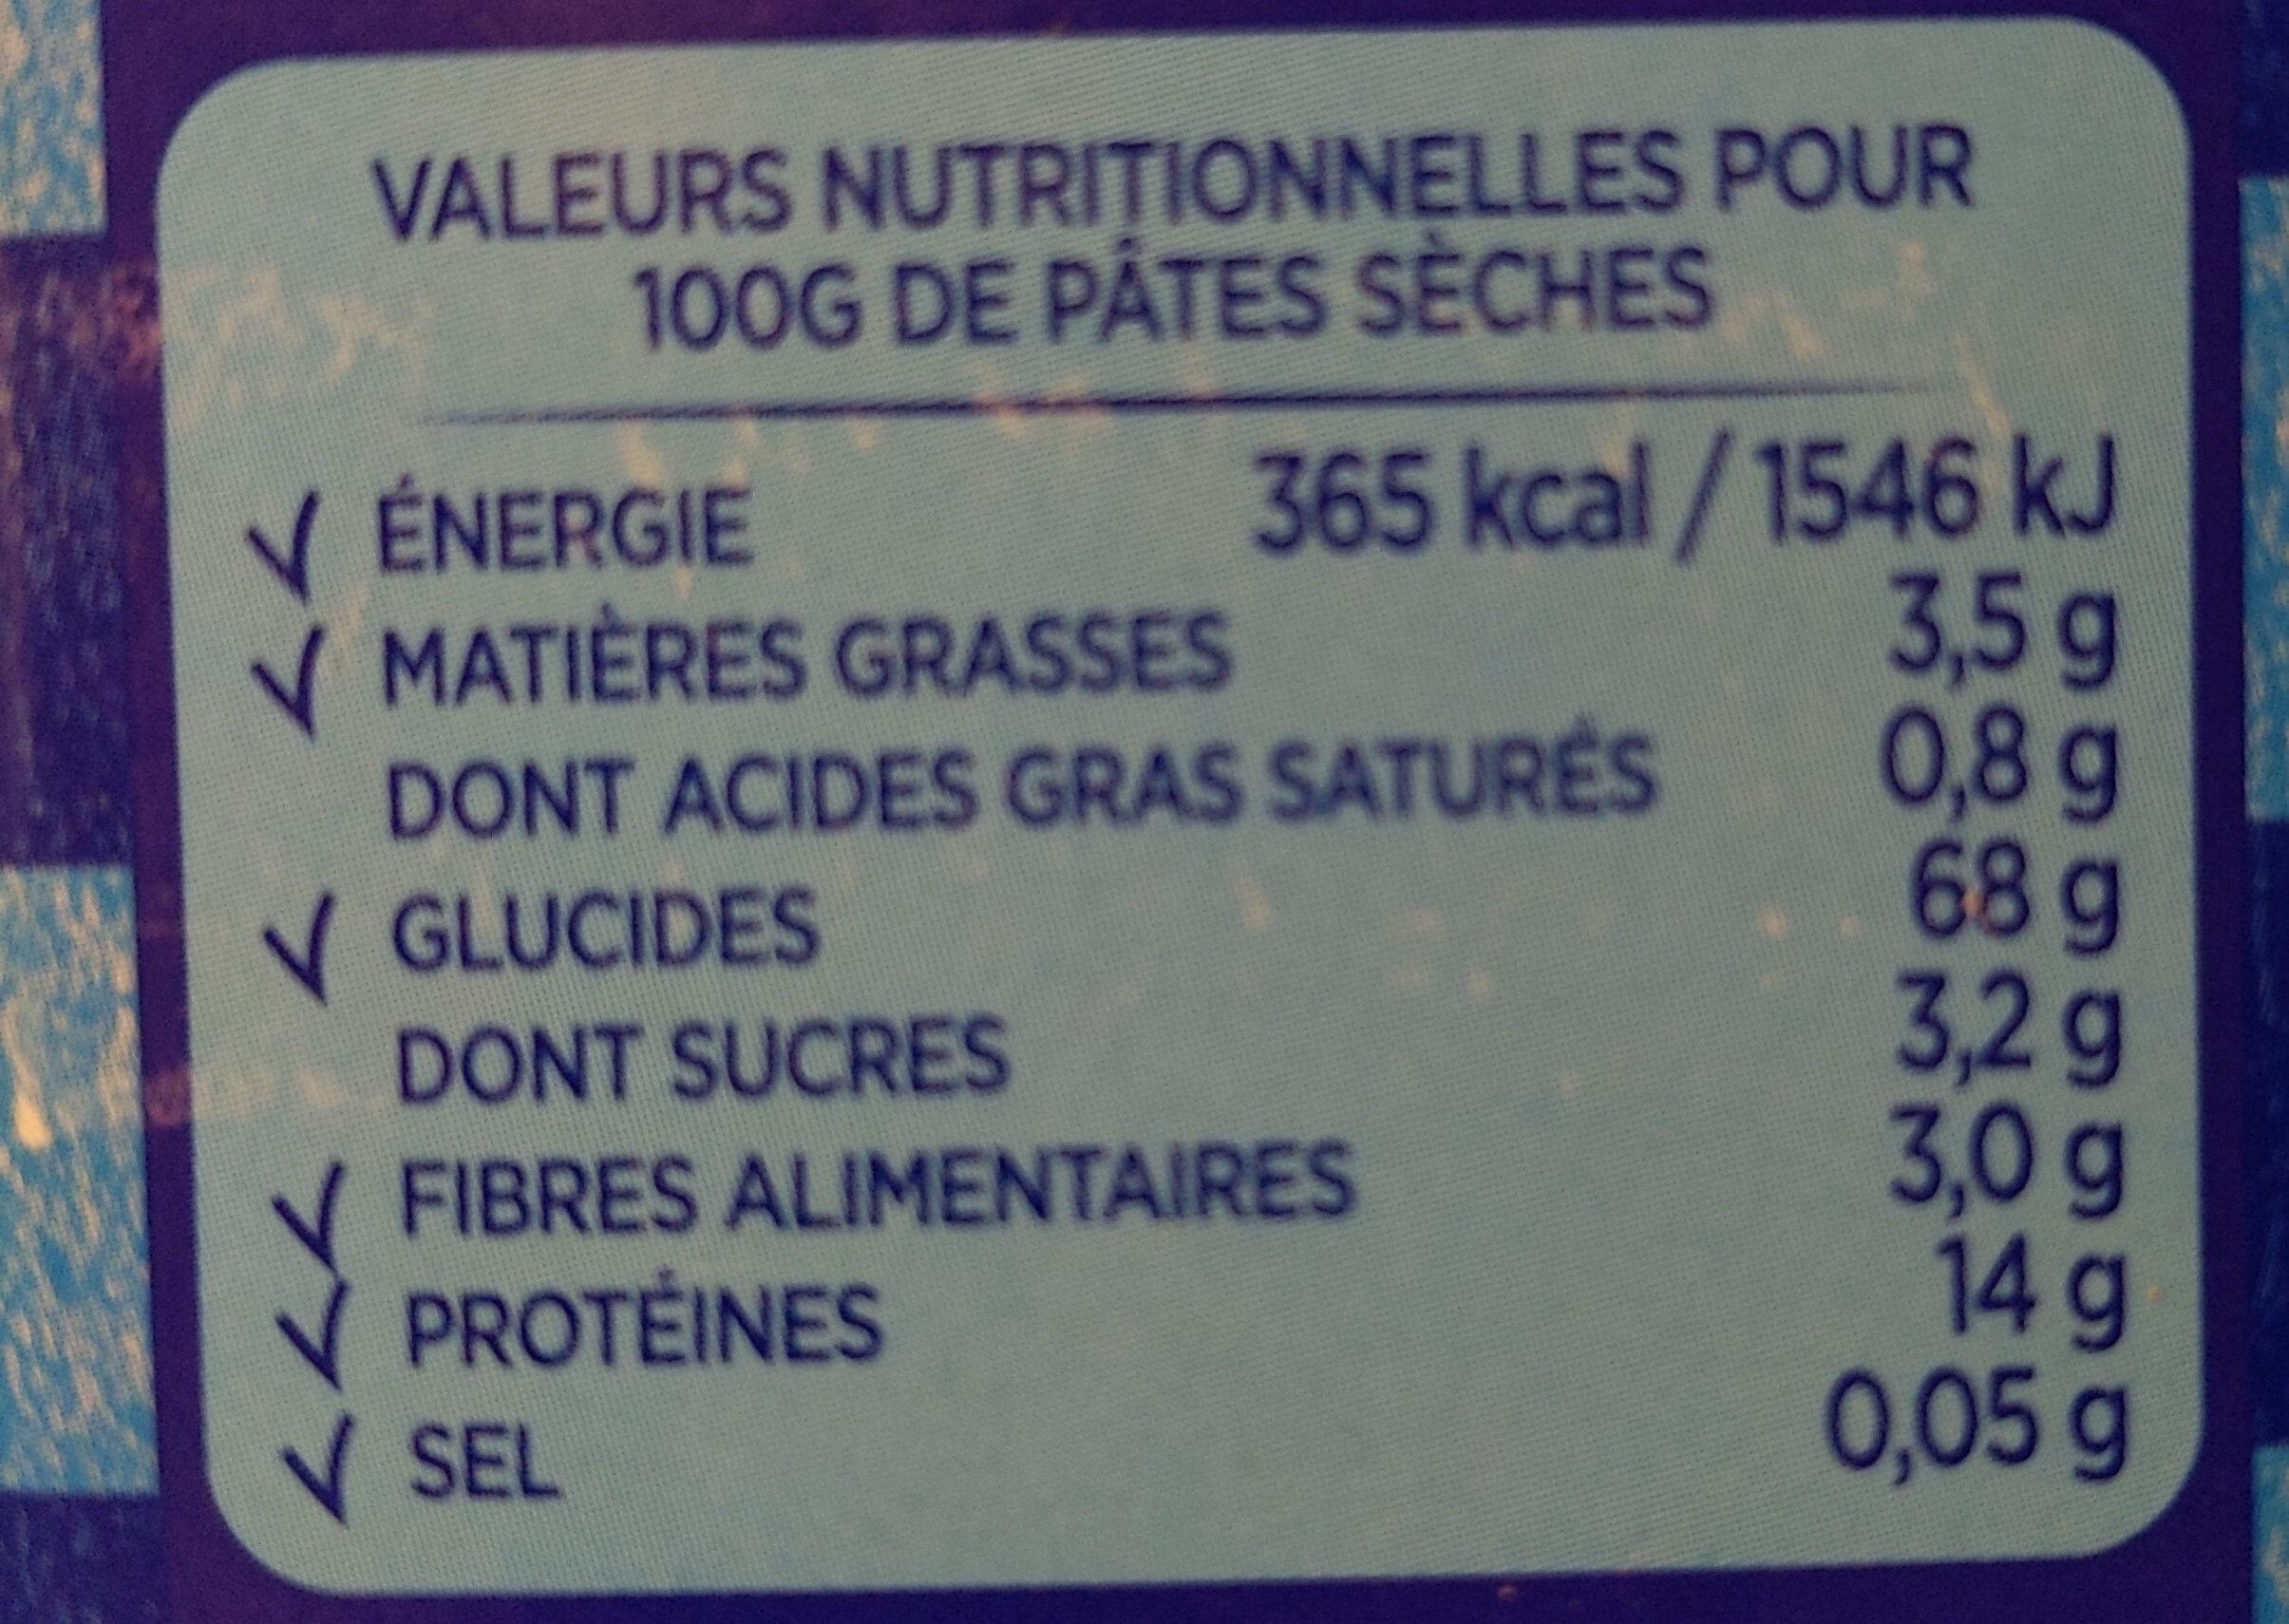 VALEURS NUTRITIONNELLES POUR
100G DE PÂTES SÈCHES
✓ ÉNERGIE 365 kcal / 1546 kJ
✓ MATIÈRES GRASSES 3,5 g
DONT ACIDES GRAS SATURÉS 0,8 g
✓ GLUCIDES 68 g
DONT SUCRES 3,2 g
✓ FIBRES ALIMENTAIRES 3,0 g
✓ PROTÉINES 14 g
✓ SEL 0,05 g